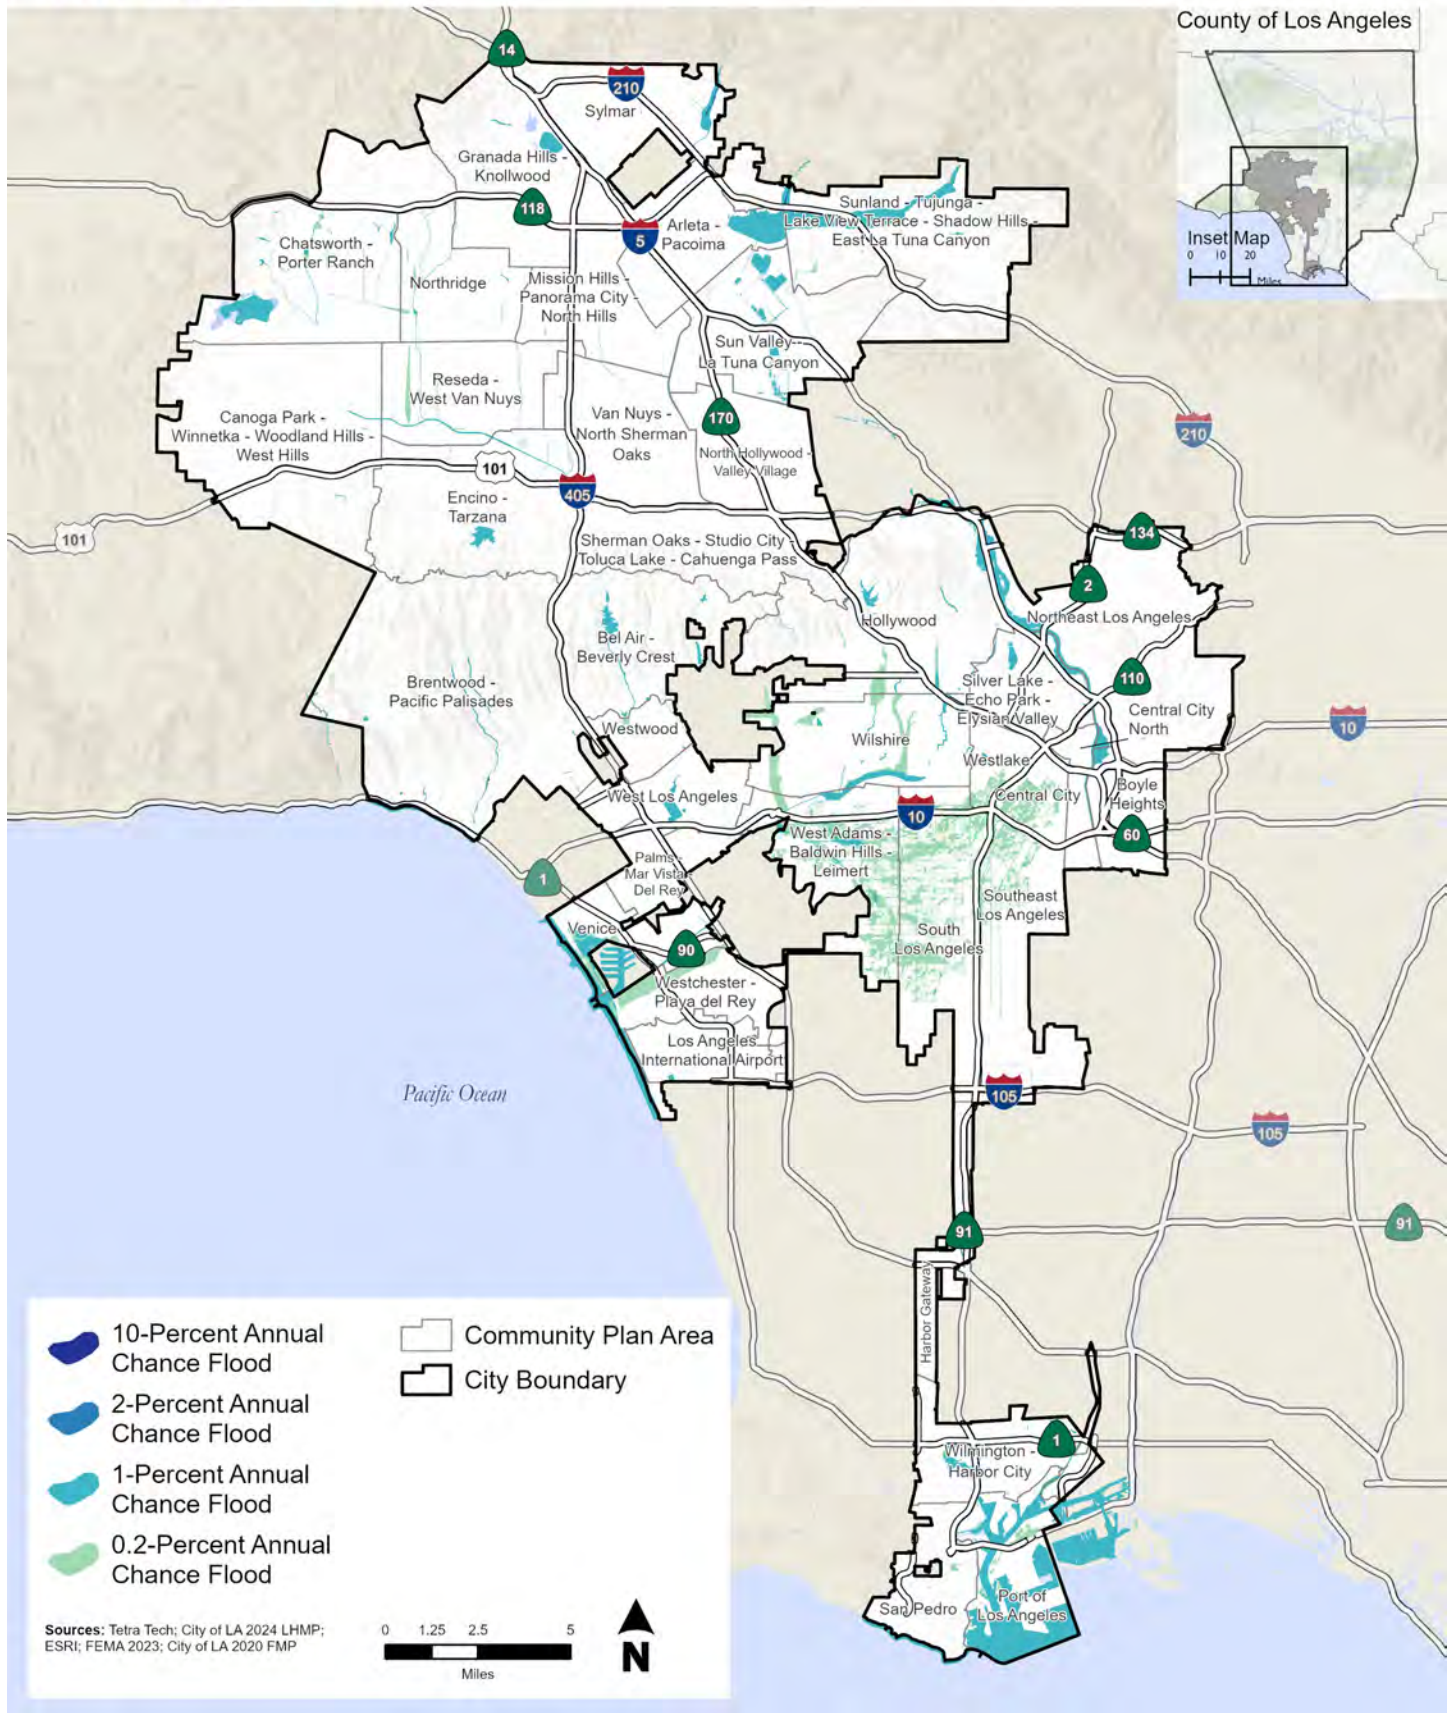 County of Los Angeles
Inset Map
0 10 20
Miles
14
210
Sylmar
Granada Hills -
Knollwood
118
5
Arleta -
Pacoima
Sunland - Tujunga -
Lake View Terrace - Shadow Hills -
East La Tuna Canyon
Chatsworth -
Porter Ranch
Northridge
Mission Hills -
Panorama City -
North Hills
Sun Valley -
La Tuna Canyon
Reseda -
West Van Nuys
Canoga Park -
Winnetka - Woodland Hills -
West Hills
Van Nuys -
North Sherman
Oaks
170
North Hollywood -
Valley Village
210
101
405
101
Encino -
Tarzana
Sherman Oaks - Studio City -
Toluca Lake - Cahuenga Pass
134
2
Hollywood
Northeast Los Angeles
Bel Air -
Beverly Crest
Brentwood -
Pacific Palisades
110
Silver Lake -
Echo Park -
Elysian Valley
Central City
North
10
Westwood
Wilshire
Westlake
West Los Angeles
10
Central City
Boyle
Heights
60
West Adams -
Baldwin Hills -
Leimert
1
Palms -
Mar Vista -
Del Rey
Southeast
Los Angeles
Venice
90
South
Los Angeles
Westchester -
Playa del Rey
Los Angeles
International Airport
Pacific Ocean
105
105
91
91
Harbor Gateway
1
Wilmington -
Harbor City
San Pedro
Port of
Los Angeles
10-Percent Annual
Chance Flood
2-Percent Annual
Chance Flood
1-Percent Annual
Chance Flood
0.2-Percent Annual
Chance Flood
Community Plan Area
City Boundary
Sources: Tetra Tech; City of LA 2024 LHMP;
ESRI; FEMA 2023; City of LA 2020 FMP
0 1.25 2.5 5
Miles
N